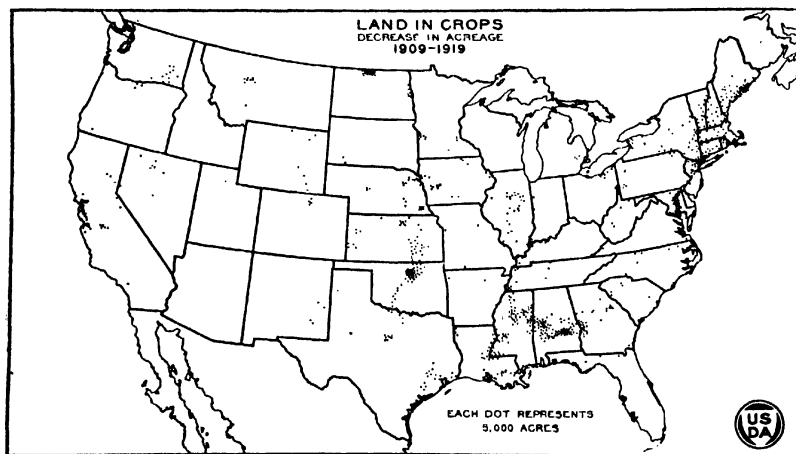 LAND IN CROPS
DECREASE IN ACREAGE
1909-1919
EACH DOT REPRESENTS
5,000 ACRES
US
DA